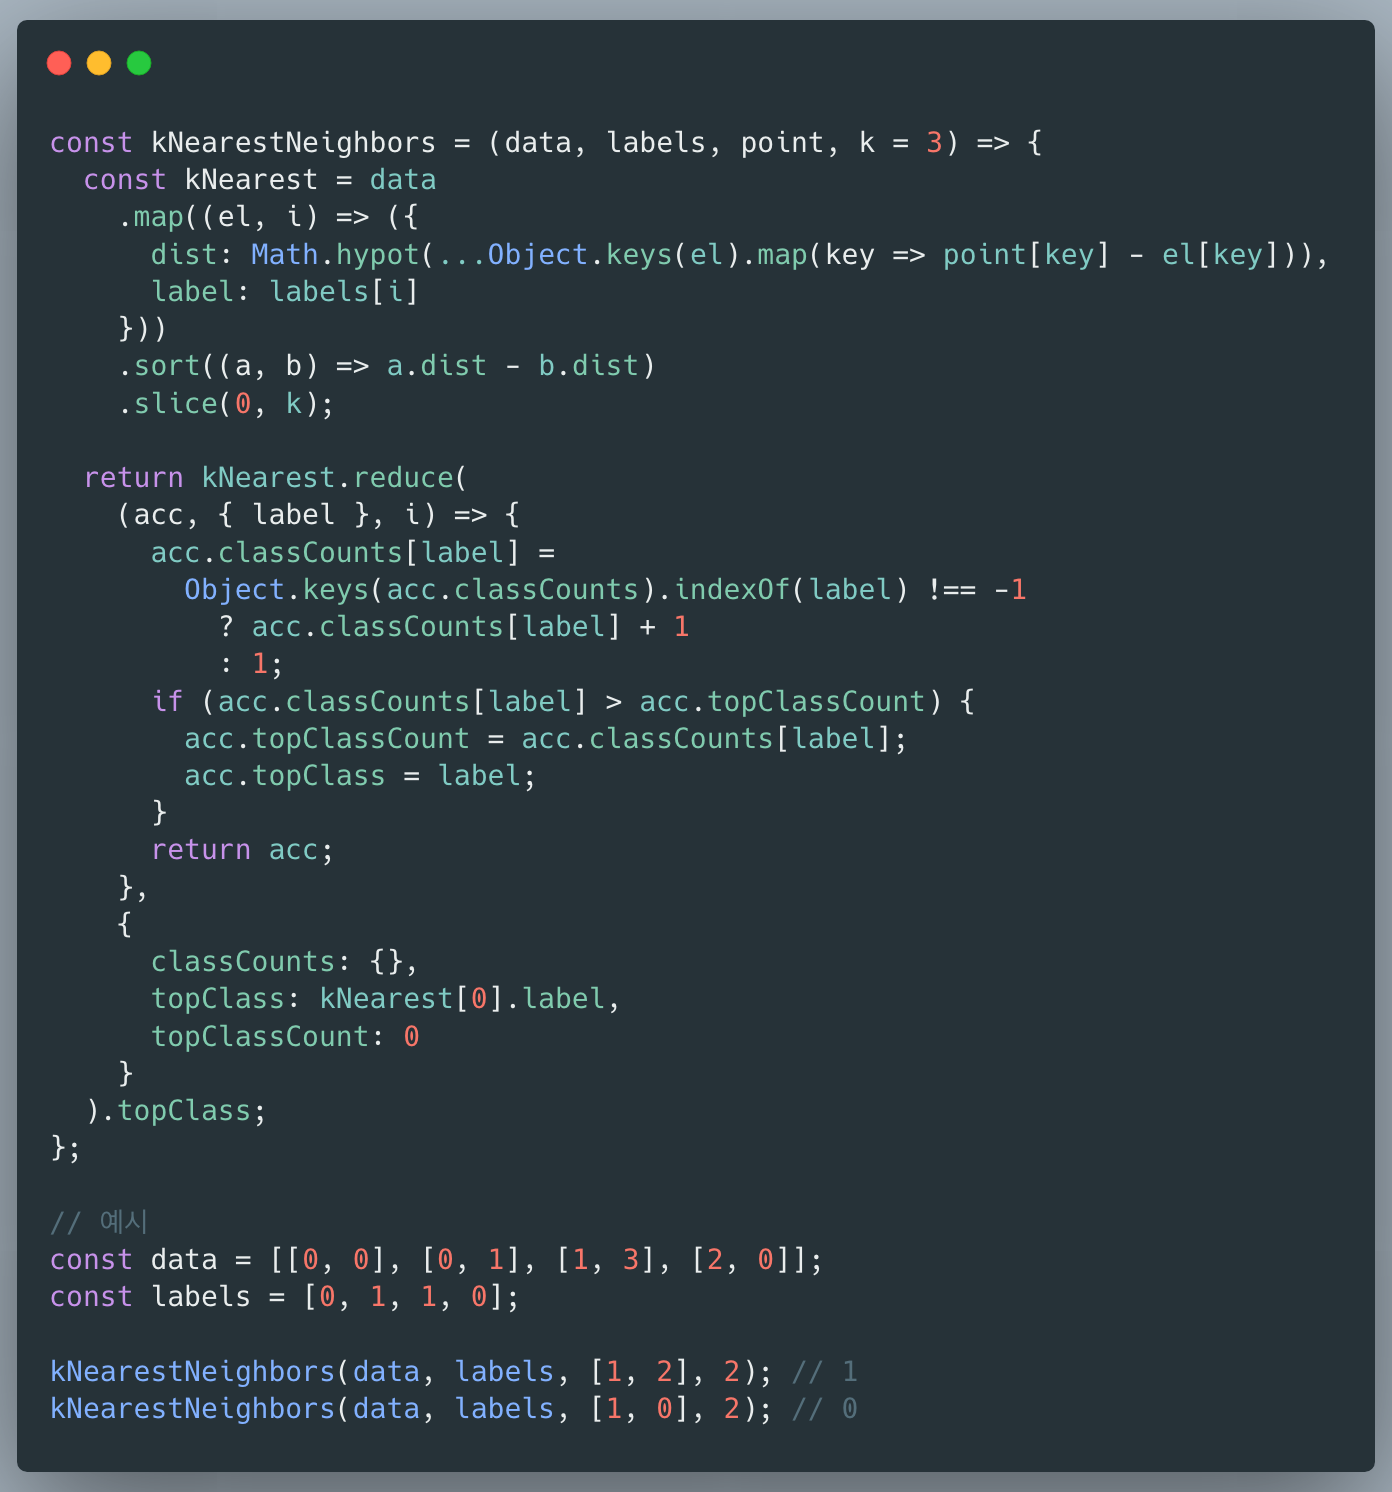 const kNearestNeighbors = (data, labels, point, k = 3) => {
  const kNearest = data
    .map((el, i) => ({
      dist: Math.hypot(...Object.keys(el).map(key => point[key] - el[key])),
      label: labels[i]
    }))
    .sort((a, b) => a.dist - b.dist)
    .slice(0, k);

  return kNearest.reduce(
    (acc, { label }, i) => {
      acc.classCounts[label] =
        Object.keys(acc.classCounts).indexOf(label) !== -1
          ? acc.classCounts[label] + 1
          : 1;
      if (acc.classCounts[label] > acc.topClassCount) {
        acc.topClassCount = acc.classCounts[label];
        acc.topClass = label;
      }
      return acc;
    },
    {
      classCounts: {},
      topClass: kNearest[0].label,
      topClassCount: 0
    }
  ).topClass;
};

// 예시
const data = [[0, 0], [0, 1], [1, 3], [2, 0]];
const labels = [0, 1, 1, 0];

kNearestNeighbors(data, labels, [1, 2], 2); // 1
kNearestNeighbors(data, labels, [1, 0], 2); // 0